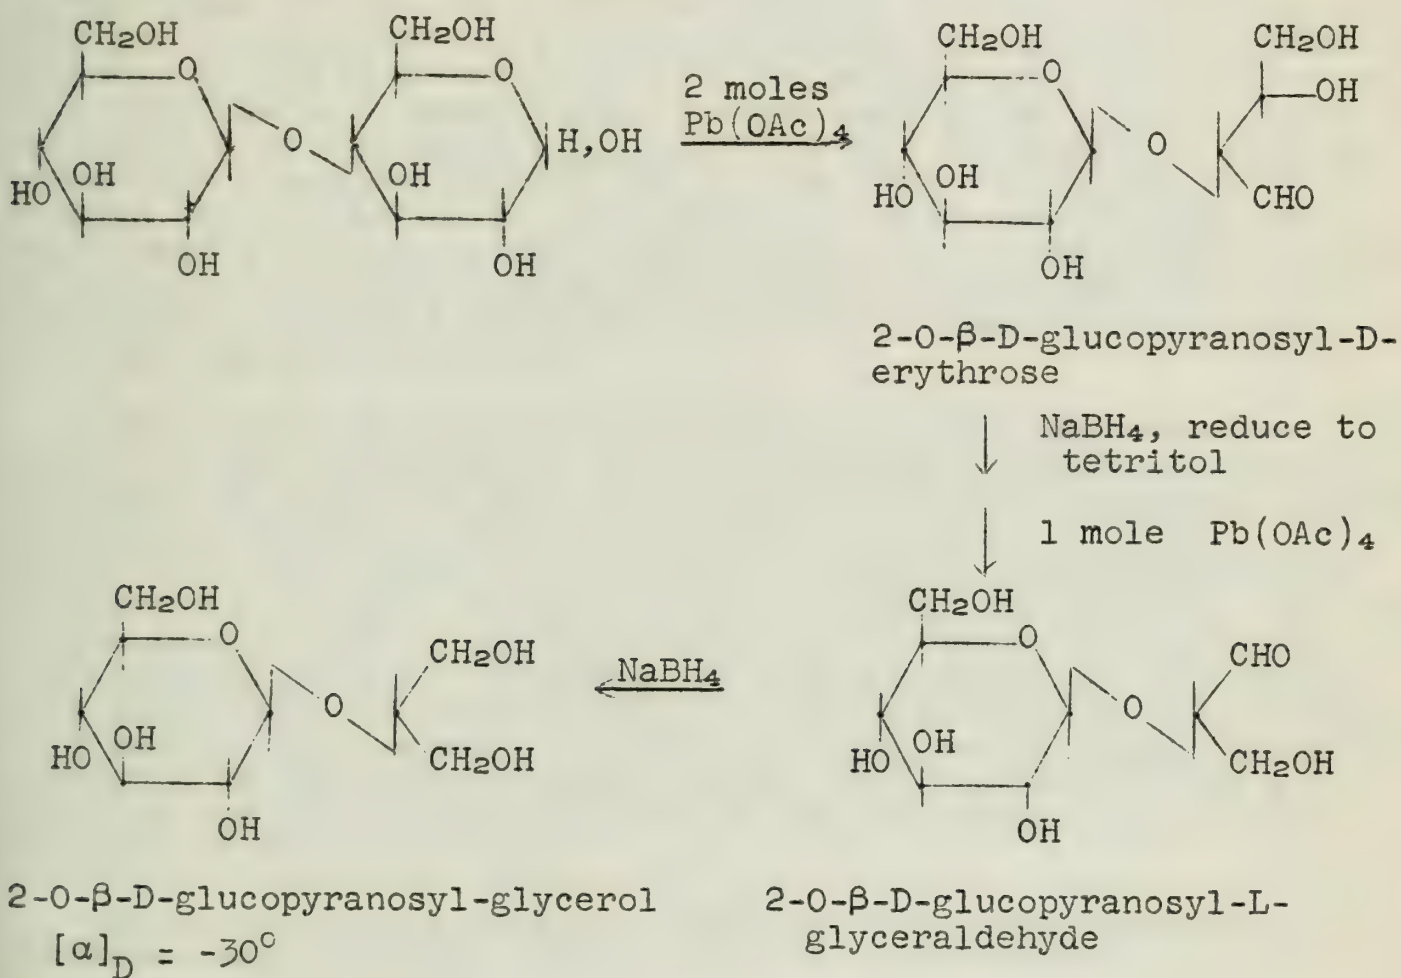 CH₂OH CH₂OH CH₂OH CH₂OH
O O O OH
2 moles
Pb(OAc)₄
O H,OH O
HO OH OH HO OH CHO
OH OH OH
2-O-β-D-glucopyranosyl-D-
erythrose
NaBH₄, reduce to
tetritol
1 mole Pb(OAc)₄
CH₂OH CH₂OH
O CH₂OH O CHO
NaBH₄
O O
HO OH CH₂OH HO OH CH₂OH
OH OH
2-O-β-D-glucopyranosyl-glycerol 2-O-β-D-glucopyranosyl-L-
glyceraldehyde
[α]D = -30°